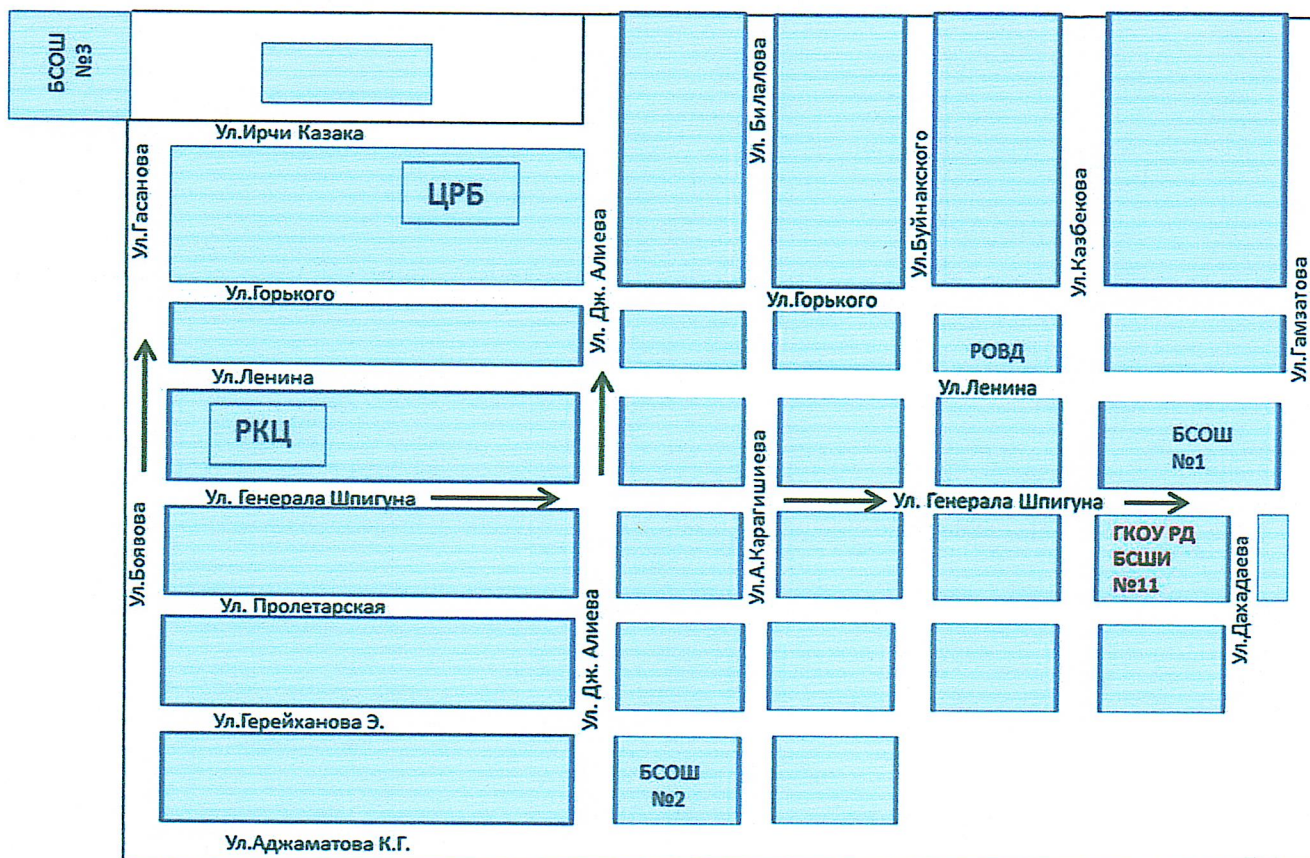 БСОШ
№3
Ул.Ирчи Казака
ЦРБ
Ул.Гасанова
Ул. Дж. Алиева
Ул. Билалова
Ул.Буйнакского
Ул.Казбекова
Ул.Гамзатова
Ул.Горького
Ул.Горького
РОВД
Ул.Ленина
Ул.Ленина
РКЦ
БСОШ
№1
Ул. Генерала Шпигуна
Ул. Генерала Шпигуна
Ул.Боявова
Ул.А.Карагишиева
ГКОУ РД
БСШИ
№11
Ул.Дахадаева
Ул. Пролетарская
Ул. Дж. Алиева
Ул.Герейханова Э.
БСОШ
№2
Ул.Аджаматова К.Г.